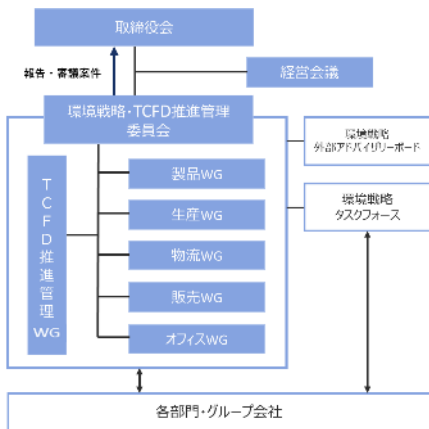 取締役会
報告・審議案件
経営会議
環境戦略・TCFD推進管理
委員会
環境戦略
外部アドバイザリーボード
製品WG
環境戦略
タスクフォース
生産WG
TCFD推進管理WG
物流WG
販売WG
オフィスWG
各部門・グループ会社